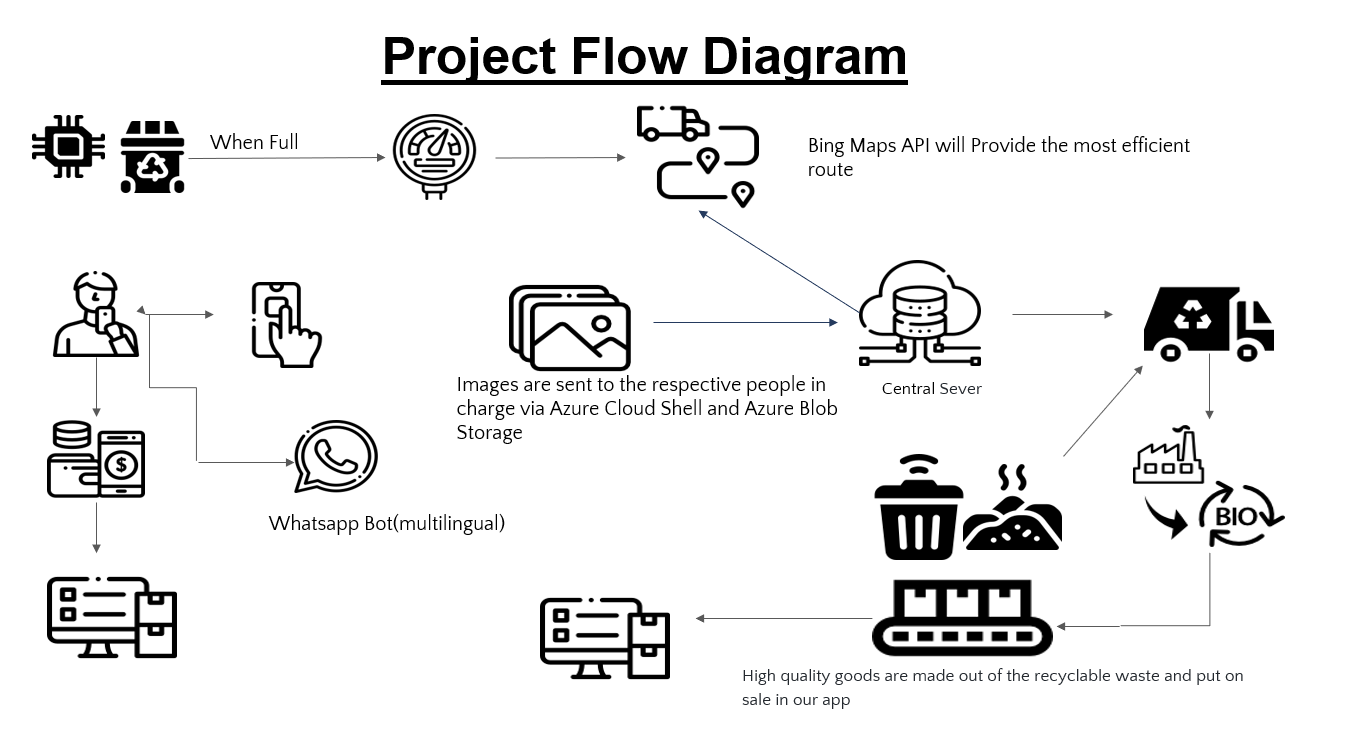 Project Flow Diagram
When Full
Bing Maps API will Provide the most efficient
route
Images are sent to the respective people in
charge via Azure Cloud Shell and Azure Blob
Storage
Central Sever
$
Whatsapp Bot(multilingual)
BIO
High quality goods are made out of the recyclable waste and put on
sale in our app